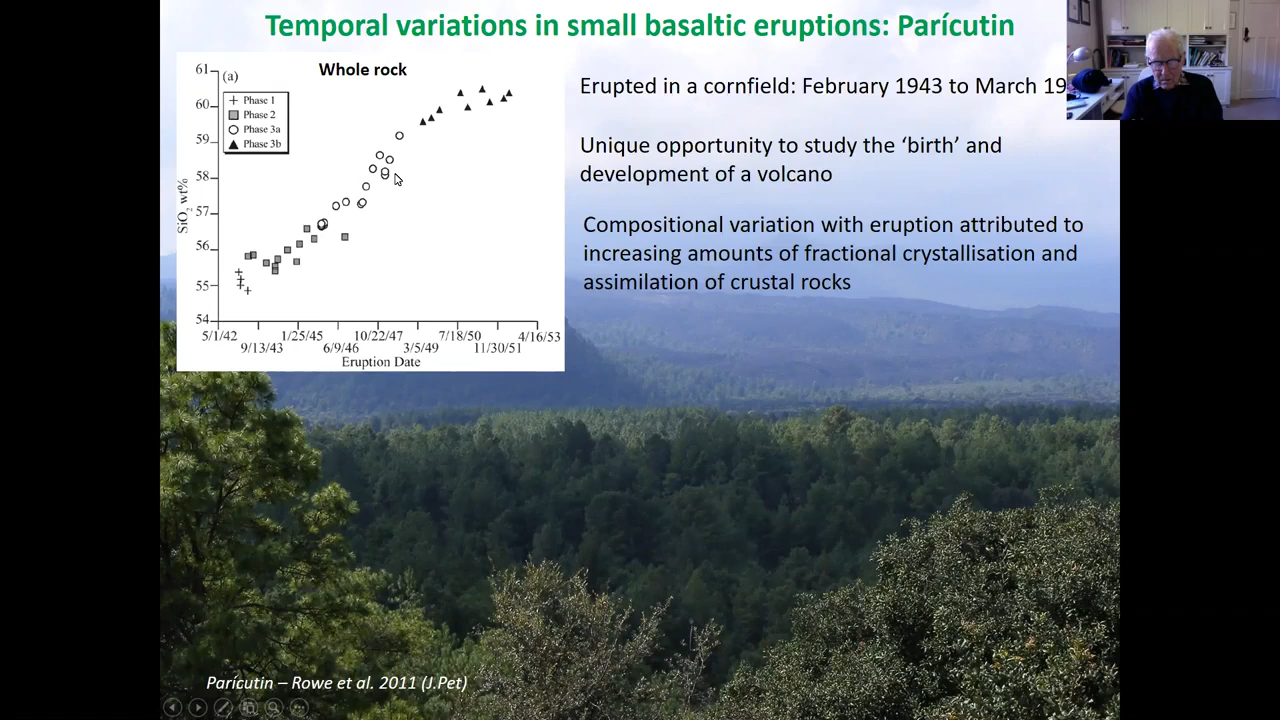 Temporal variations in small basaltic eruptions: Parícutin
(a)
Whole rock
Phase 1
Phase 2
Phase 3a
Phase 3b
61
60
59
58
57
56
55
54
SiO2 wt%
5/1/42
9/13/43
1/25/45
6/9/46
10/22/47
3/5/49
7/18/50
11/30/51
4/16/53
Eruption Date
Erupted in a cornfield: February 1943 to March 19
Unique opportunity to study the ‘birth’ and
development of a volcano
Compositional variation with eruption attributed to
increasing amounts of fractional crystallisation and
assimilation of crustal rocks
Parícutin – Rowe et al. 2011 (J.Pet)